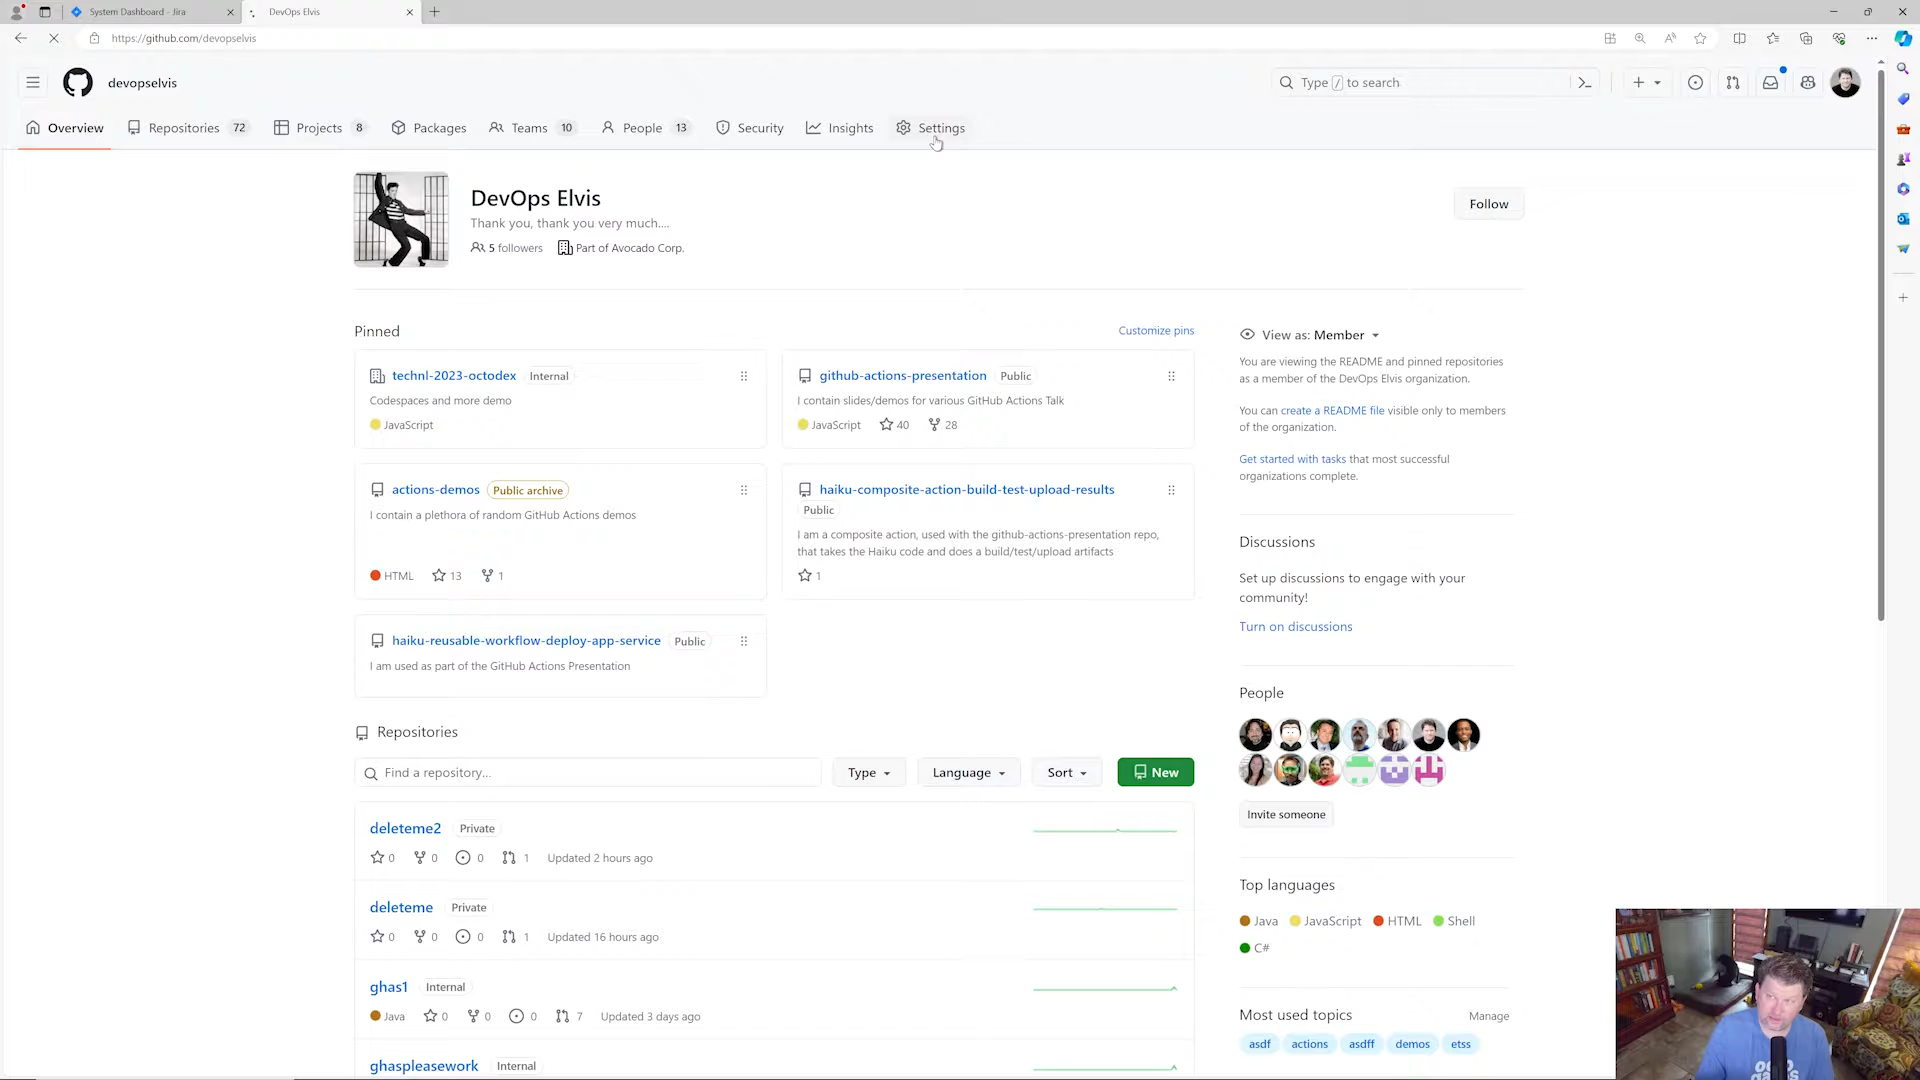 System Dashboard - Jira
DevOps Elvis
https://github.com/devopselvis
devopselvis
Type / to search
Overview
Repositories 72
Projects 8
Packages
Teams 10
People 13
Security
Insights
Settings
DevOps Elvis
Thank you, thank you very much....
5 followers
Part of Avocado Corp.
Follow
Pinned
Customize pins
technl-2023-octodex Internal
Codespaces and more demo
JavaScript
github-actions-presentation Public
I contain slides/demos for various GitHub Actions Talk
JavaScript 40 28
actions-demos Public archive
I contain a plethora of random GitHub Actions demos
HTML 13 1
haiku-composite-action-build-test-upload-results
Public
I am a composite action, used with the github-actions-presentation repo,
that takes the Haiku code and does a build/test/upload artifacts
1
haiku-reusable-workflow-deploy-app-service Public
I am used as part of the GitHub Actions Presentation
Repositories
Find a repository...
Type
Language
Sort
New
deleteme2 Private
0 0 0 1 Updated 2 hours ago
deleteme Private
0 0 0 1 Updated 16 hours ago
ghas1 Internal
Java 0 0 0 7 Updated 3 days ago
ghaspleasework Internal
View as: Member
You are viewing the README and pinned repositories
as a member of the DevOps Elvis organization.
You can create a README file visible only to members
of the organization.
Get started with tasks that most successful
organizations complete.
Discussions
Set up discussions to engage with your
community!
Turn on discussions
People
Invite someone
Top languages
Java JavaScript HTML Shell
C#
Most used topics
Manage
asdf actions asdff demos etss